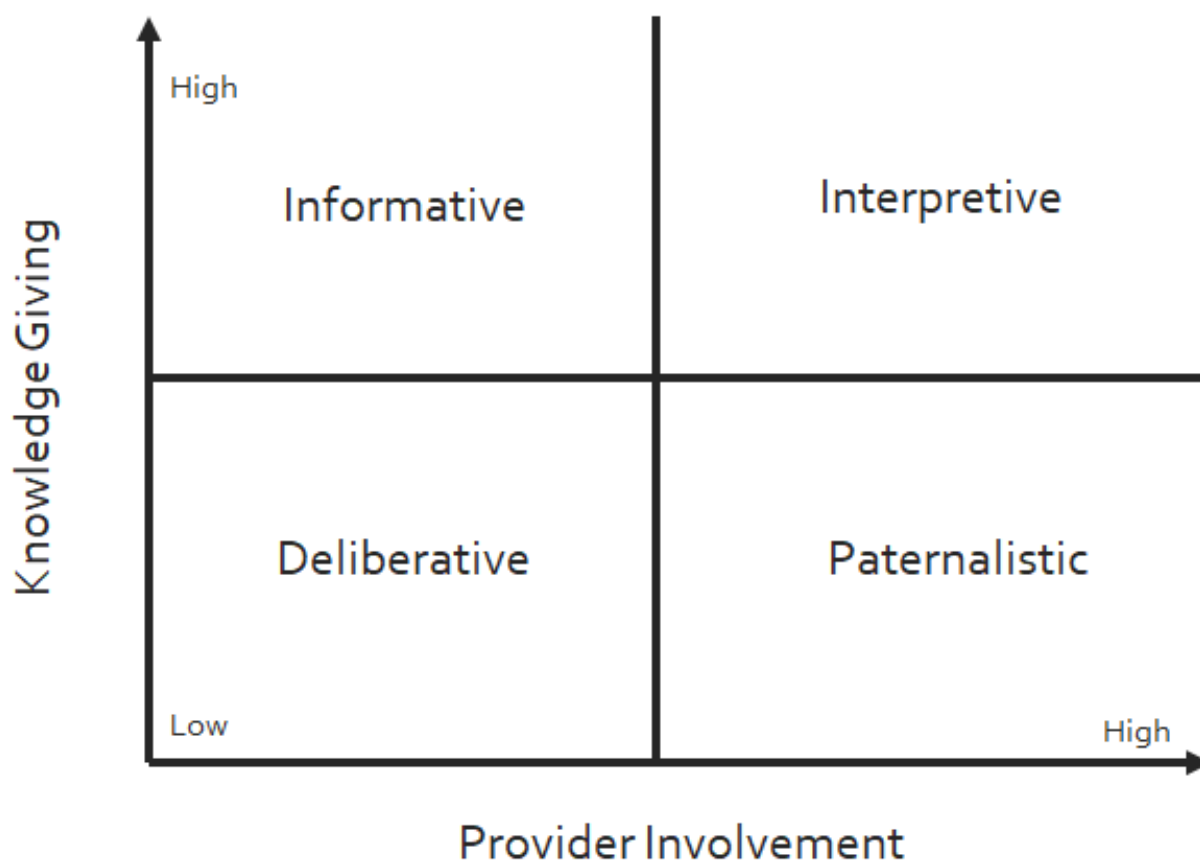 High
Informative
Interpretive
Knowledge Giving
Deliberative
Paternalistic
Low
High
Provider Involvement